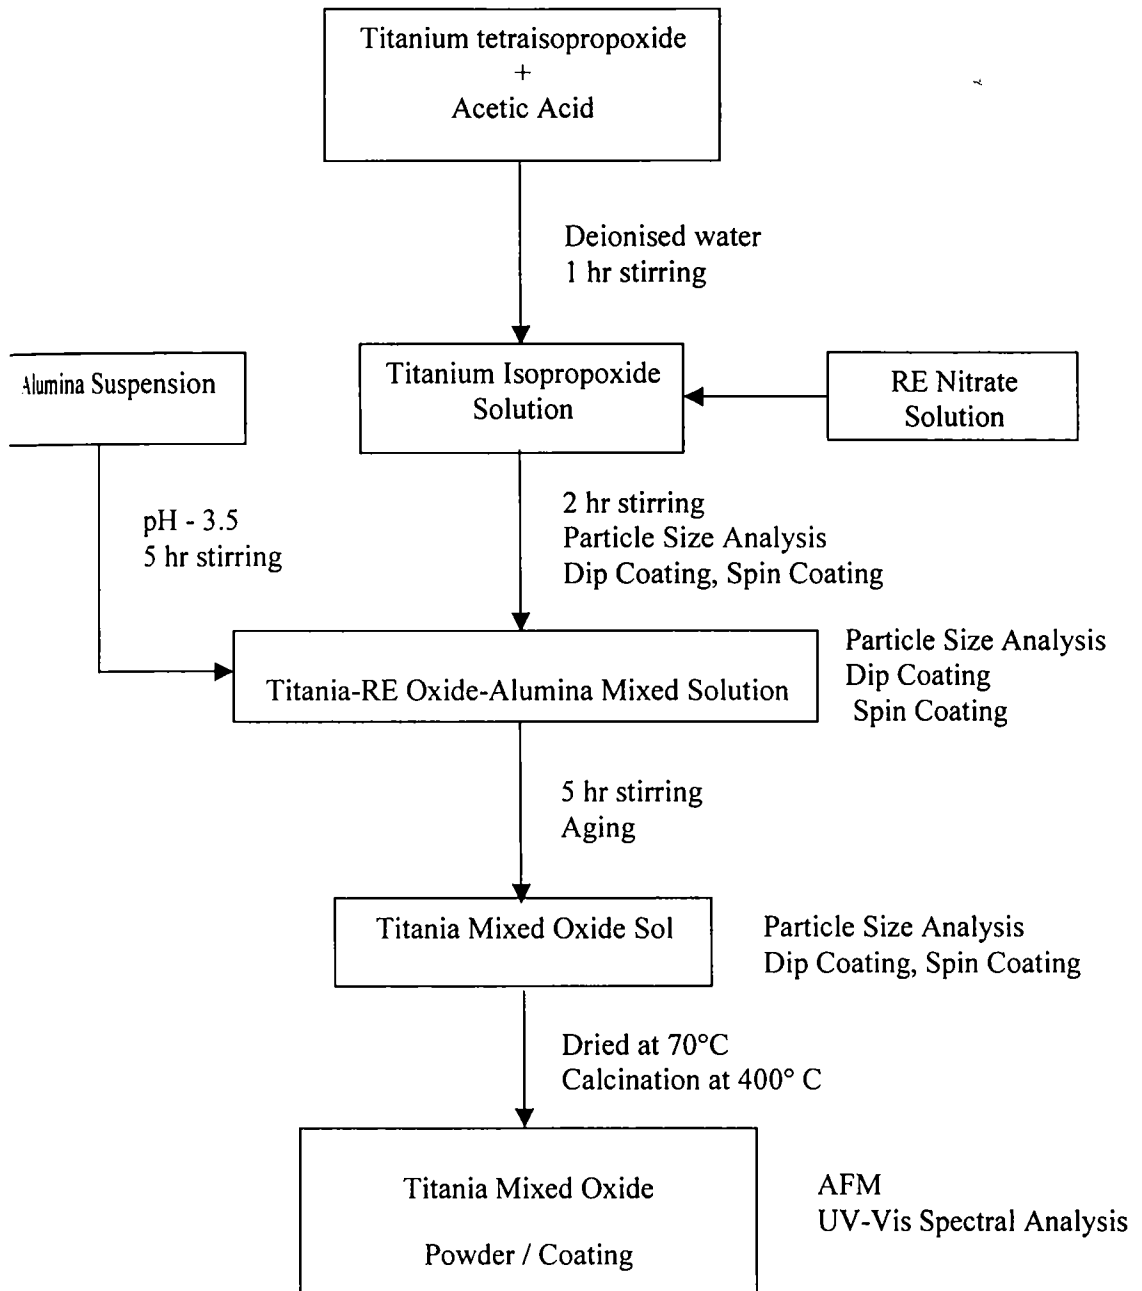 Titanium tetraisopropoxide
+
Acetic Acid
Deionised water
1 hr stirring
Alumina Suspension
Titanium Isopropoxide
Solution
RE Nitrate
Solution
pH - 3.5
5 hr stirring
2 hr stirring
Particle Size Analysis
Dip Coating, Spin Coating
Titania-RE Oxide-Alumina Mixed Solution
Particle Size Analysis
Dip Coating
Spin Coating
5 hr stirring
Aging
Titania Mixed Oxide Sol
Particle Size Analysis
Dip Coating, Spin Coating
Dried at 70°C
Calcination at 400° C
Titania Mixed Oxide
Powder / Coating
AFM
UV-Vis Spectral Analysis